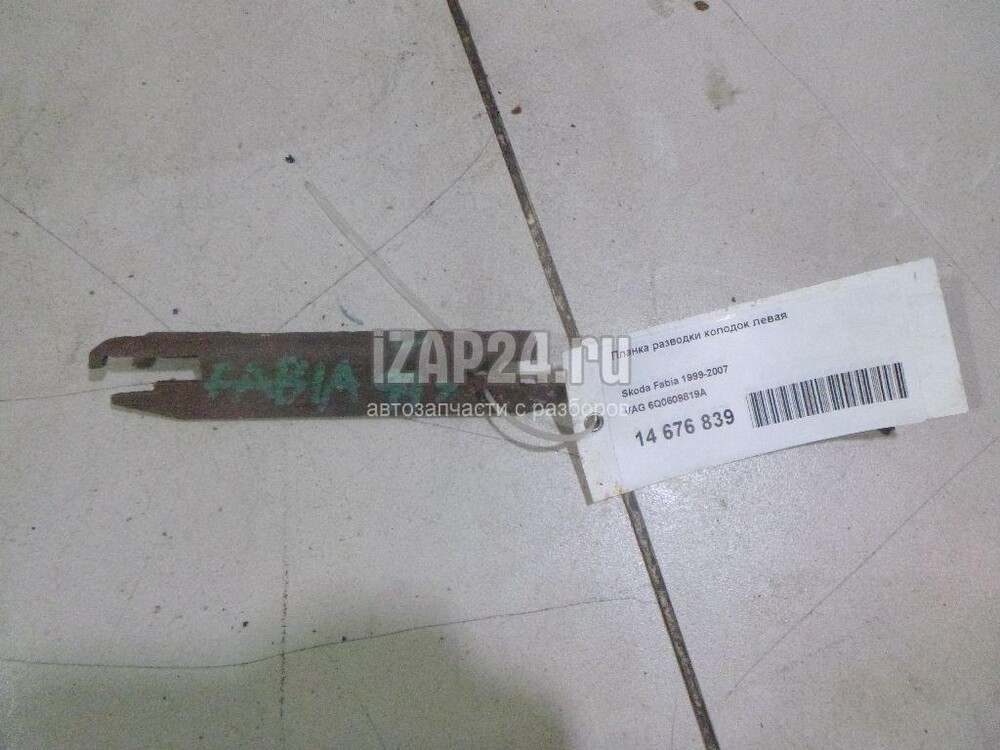 FABIA
iZAP24.ru
автозапчасти с разборов
Планка разводки колодок левая
Skoda Fabia 1999-2007
VAG 6Q0609819A
14 676 839